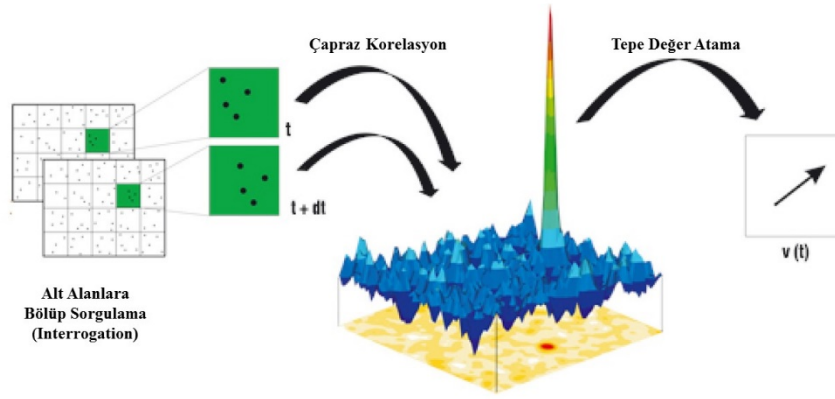 Çapraz Korelasyon
Tepe Değer Atama
t
t + dt
v (t)
Alt Alanlara
Bölüp Sorgulama
(Interrogation)